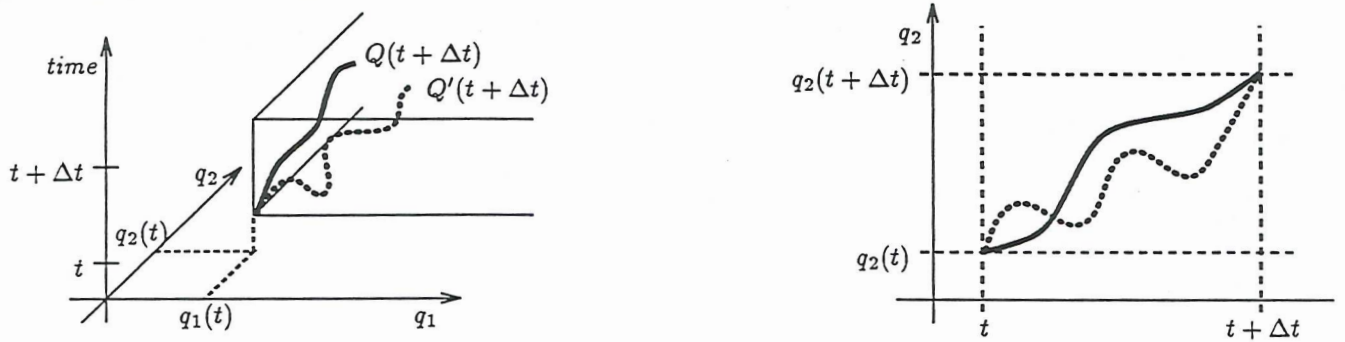 time
Q(t + Δt)
Q′(t + Δt)
t + Δt
q₂
q₂(t)
t
q₁(t)
q₁
q₂
q₂(t + Δt)
q₂(t)
t
t + Δt